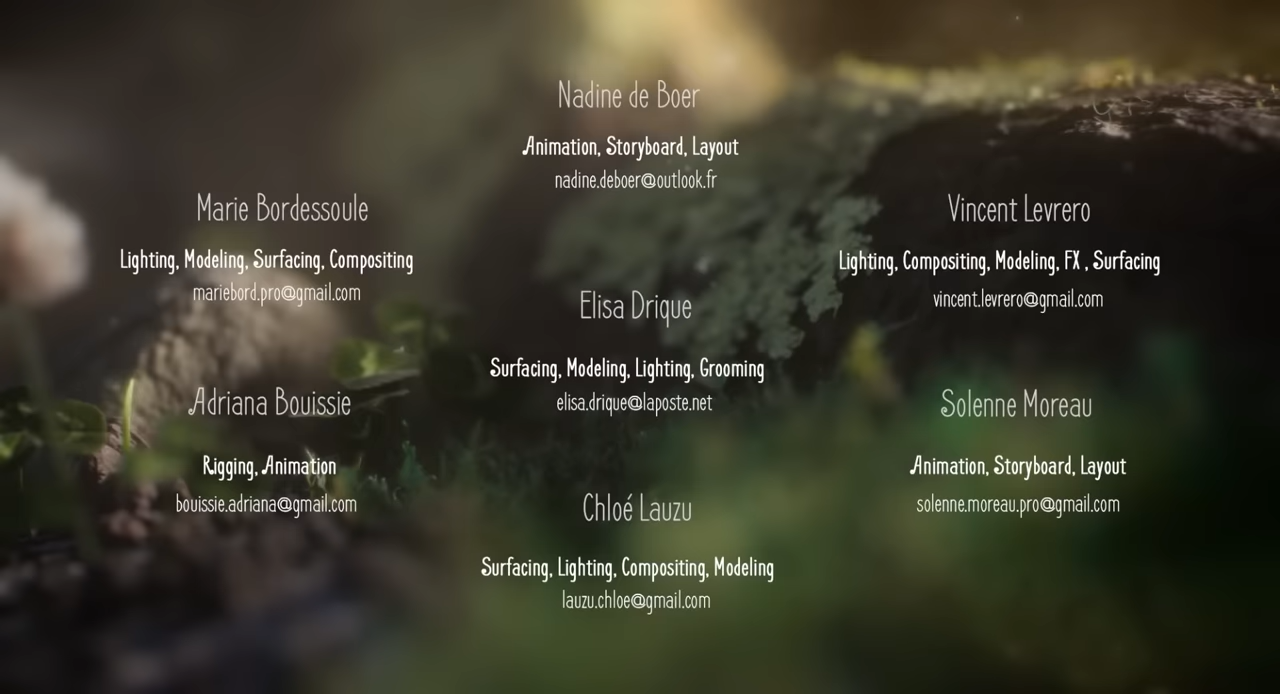 Nadine de Boer
Animation, Storyboard, Layout
nadine.deboer@outlook.fr
Marie Bordessoule
Lighting, Modeling, Surfacing, Compositing
mariebord.pro@gmail.com
Vincent Levrero
Lighting, Compositing, Modeling, FX , Surfacing
vincent.levrero@gmail.com
Elisa Drique
Surfacing, Modeling, Lighting, Grooming
elisa.drique@laposte.net
Adriana Bouissie
Rigging, Animation
bouissie.adriana@gmail.com
Solenne Moreau
Animation, Storyboard, Layout
solenne.moreau.pro@gmail.com
Chloé Lauzu
Surfacing, Lighting, Compositing, Modeling
lauzu.chloe@gmail.com